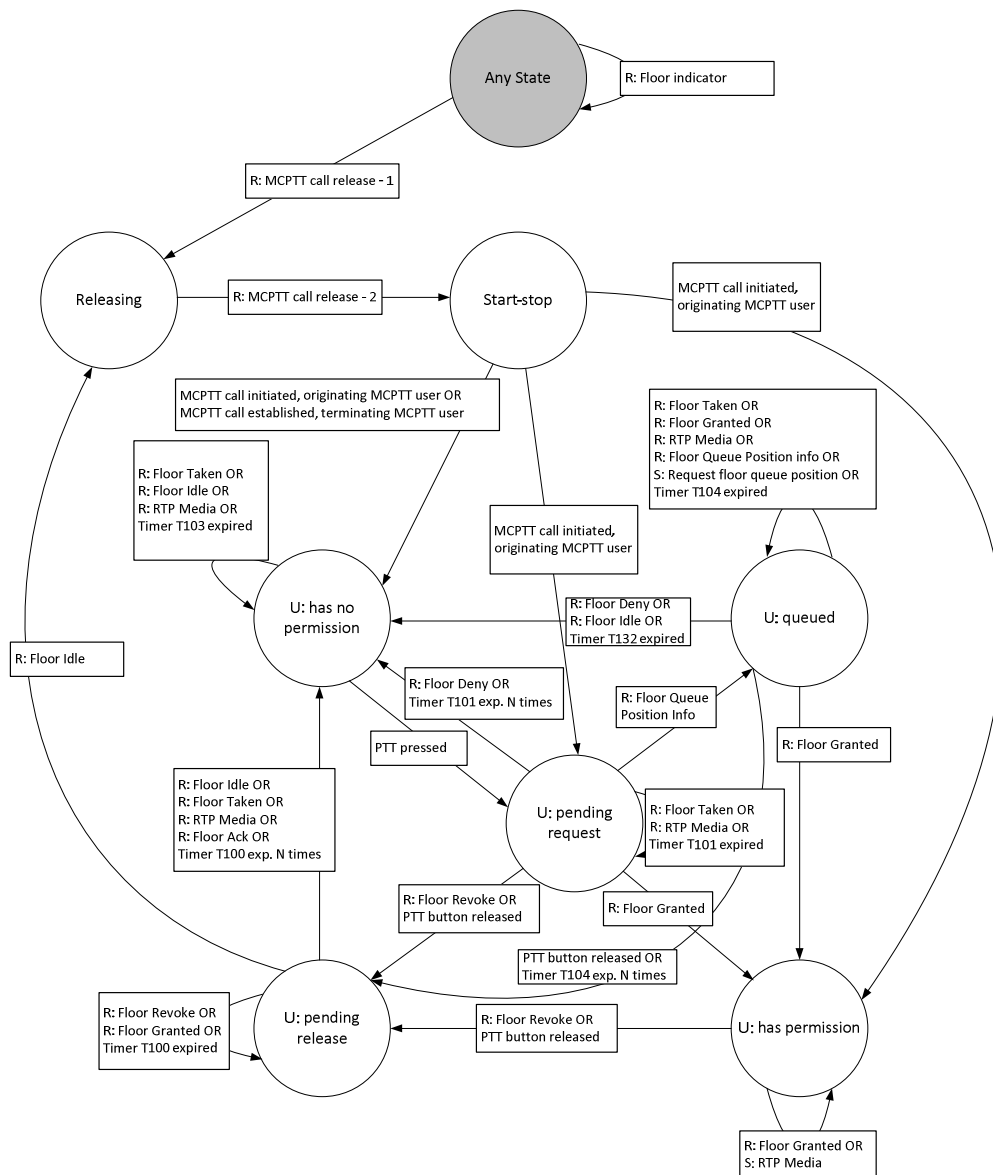 Any State
R: Floor indicator
R: MCPTT call release - 1
Releasing
R: MCPTT call release - 2
Start-stop
MCPTT call initiated,
originating MCPTT user
MCPTT call initiated, originating MCPTT user OR
MCPTT call established, terminating MCPTT user
R: Floor Taken OR
R: Floor Granted OR
R: RTP Media OR
R: Floor Queue Position info OR
S: Request floor queue position OR
Timer T104 expired
R: Floor Taken OR
R: Floor Idle OR
R: RTP Media OR
Timer T103 expired
MCPTT call initiated,
originating MCPTT user
U: has no
permission
R: Floor Deny OR
R: Floor Idle OR
Timer T132 expired
U: queued
R: Floor Idle
R: Floor Deny OR
Timer T101 exp. N times
R: Floor Queue
Position Info
PTT pressed
R: Floor Granted
R: Floor Idle OR
R: Floor Taken OR
R: RTP Media OR
R: Floor Ack OR
Timer T100 exp. N times
U: pending
request
R: Floor Taken OR
R: RTP Media OR
Timer T101 expired
R: Floor Revoke OR
PTT button released
R: Floor Granted
PTT button released OR
Timer T104 exp. N times
R: Floor Revoke OR
R: Floor Granted OR
Timer T100 expired
U: pending
release
R: Floor Revoke OR
PTT button released
U: has permission
R: Floor Granted OR
S: RTP Media